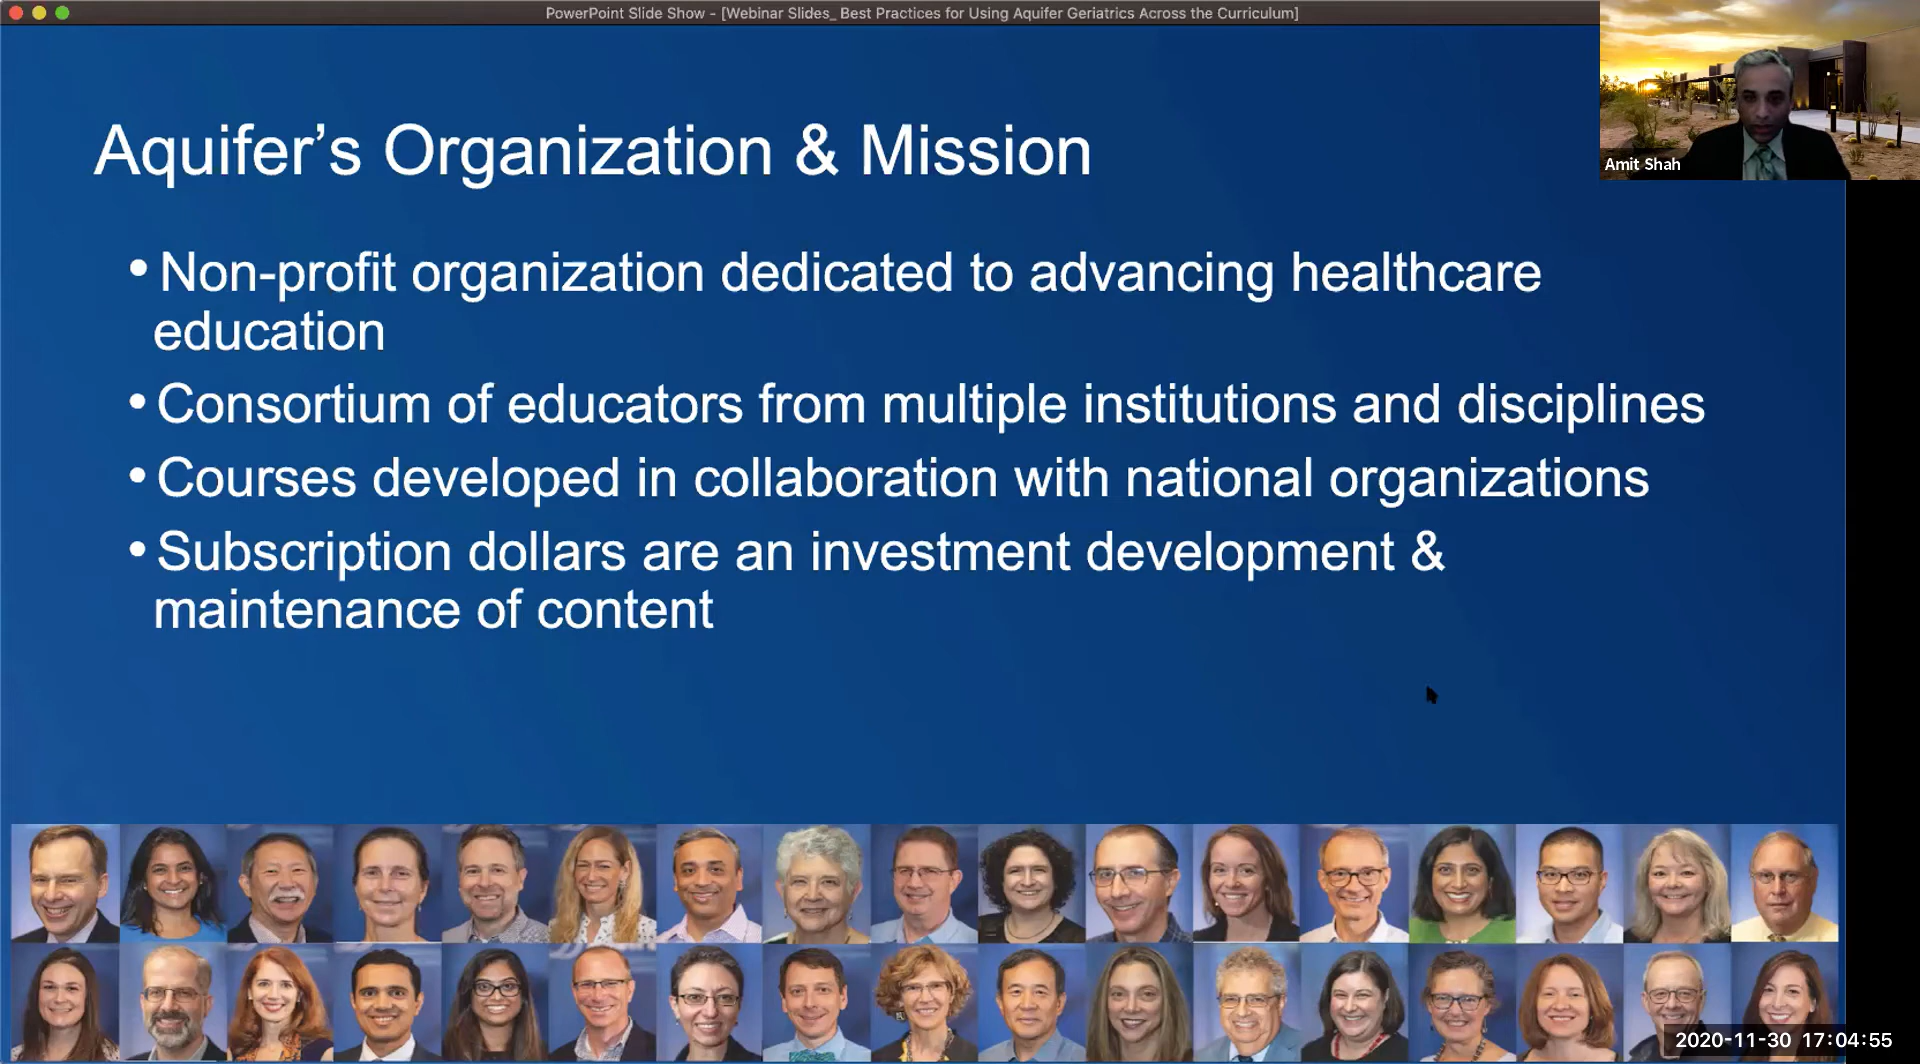 PowerPoint Slide Show - [Webinar Slides_ Best Practices for Using Aquifer Geriatrics Across the Curriculum]
Amit Shah
Aquifer’s Organization & Mission
• Non-profit organization dedicated to advancing healthcare
education
• Consortium of educators from multiple institutions and disciplines
• Courses developed in collaboration with national organizations
• Subscription dollars are an investment development &
maintenance of content
2020-11-30 17:04:55